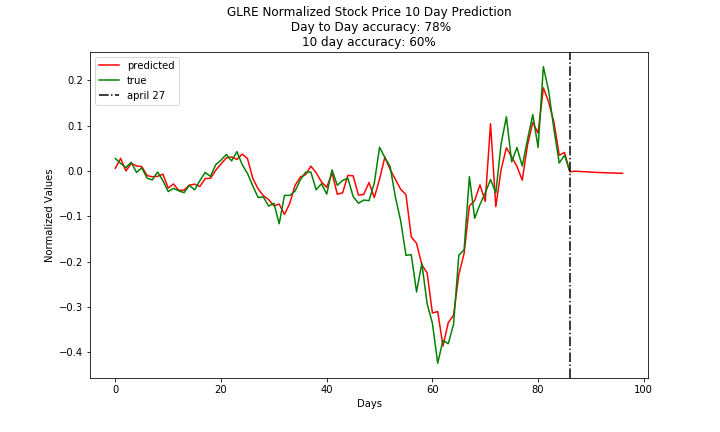 GLRE Normalized Stock Price 10 Day Prediction
Day to Day accuracy: 78%
10 day accuracy: 60%
predicted
true
april 27
0.2
0.1
0.0
−0.1
−0.2
−0.3
−0.4
Normalized Values
0 20 40 60 80 100
Days